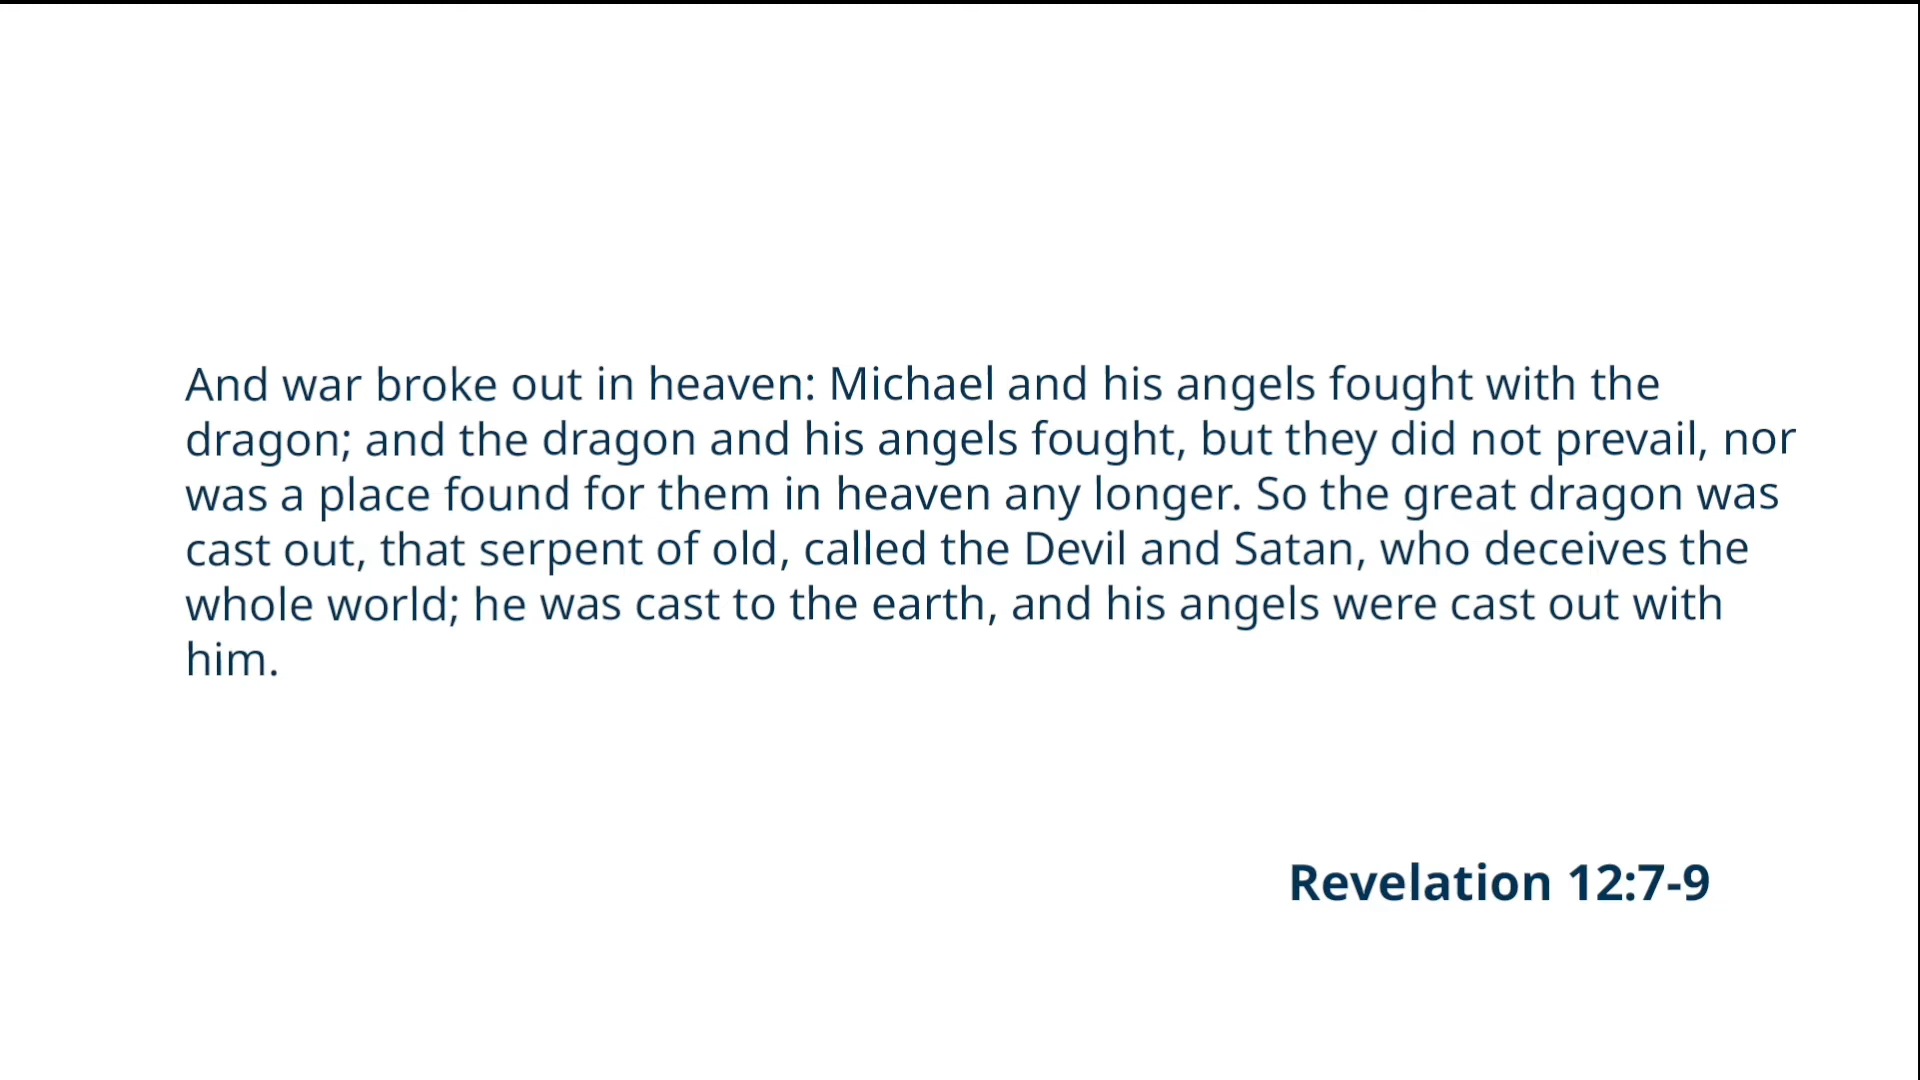 And war broke out in heaven: Michael and his angels fought with the
dragon; and the dragon and his angels fought, but they did not prevail, nor
was a place found for them in heaven any longer. So the great dragon was
cast out, that serpent of old, called the Devil and Satan, who deceives the
whole world; he was cast to the earth, and his angels were cast out with
him.
Revelation 12:7-9